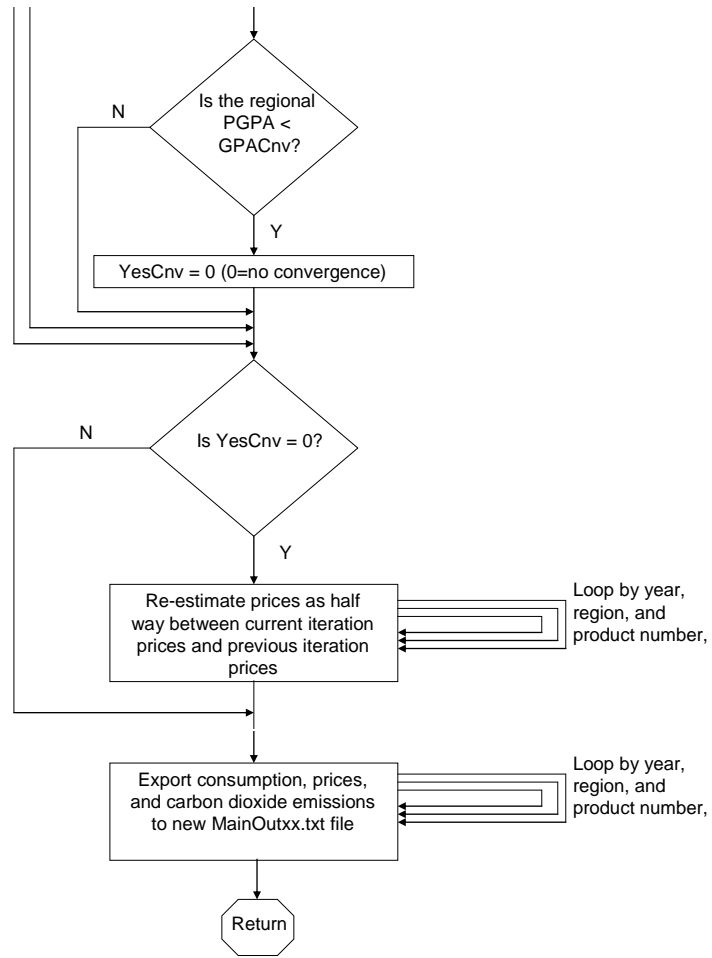 Is the regional
PGPA <
GPACnv?
N
Y
YesCnv = 0 (0=no convergence)
N
Is YesCnv = 0?
Y
Re-estimate prices as half
way between current iteration
prices and previous iteration
prices
Loop by year,
region, and
product number,
Export consumption, prices,
and carbon dioxide emissions
to new MainOutxx.txt file
Loop by year,
region, and
product number,
Return